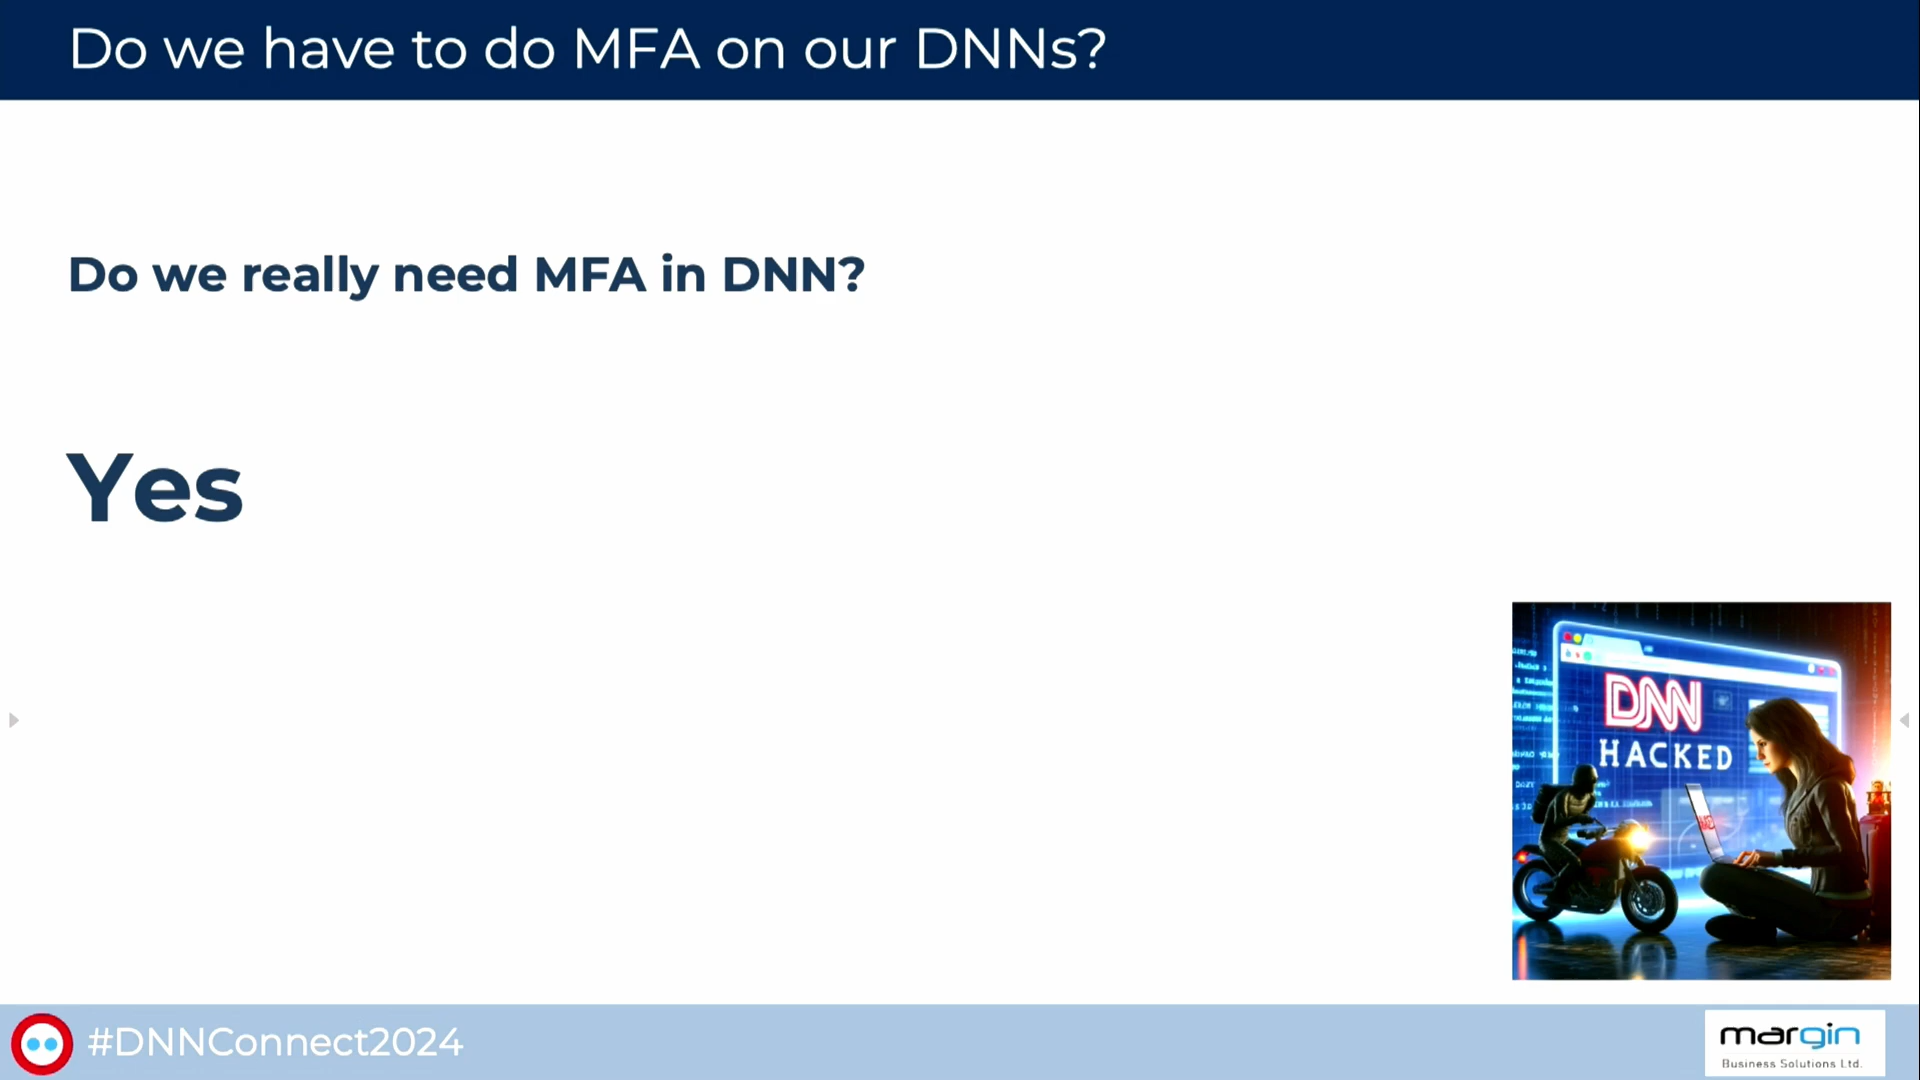 Do we have to do MFA on our DNNs?
Do we really need MFA in DNN?
Yes
DNN
HACKED
#DNNConnect2024
margin
Business Solutions Ltd.